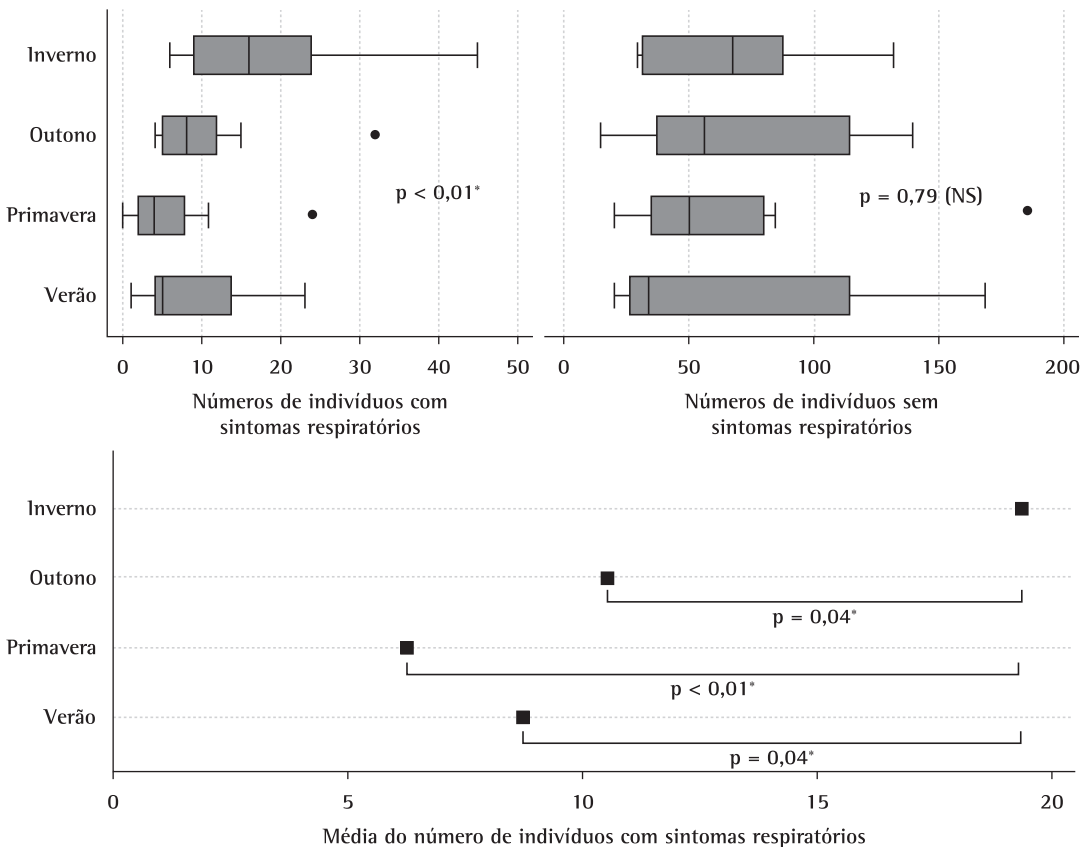 Inverno
Outono
Primavera
Verão
p < 0,01*
0 10 20 30 40 50
Números de indivíduos com
sintomas respiratórios
p = 0,79 (NS)
0 50 100 150 200
Números de indivíduos sem
sintomas respiratórios
Inverno
Outono
p = 0,04*
Primavera
p < 0,01*
Verão
p = 0,04*
0 5 10 15 20
Média do número de indivíduos com sintomas respiratórios